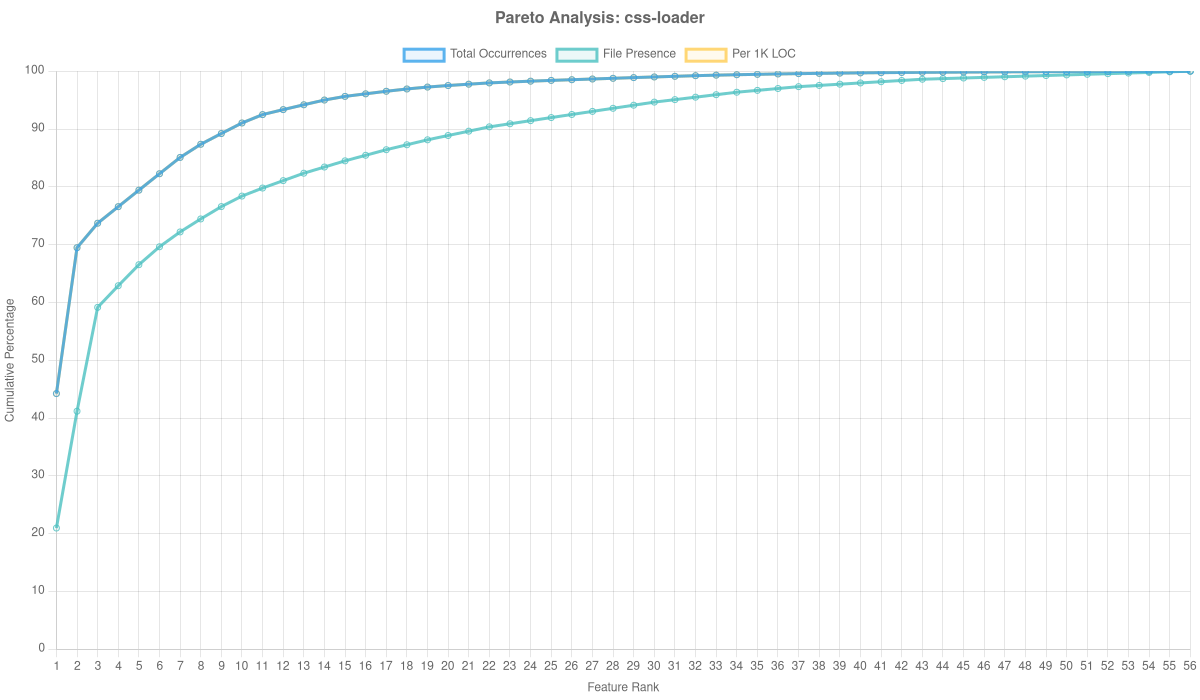 Pareto Analysis: css-loader
Total Occurrences File Presence Per 1K LOC
100
90
80
70
60
50
40
30
20
10
0
Cumulative Percentage
1 2 3 4 5 6 7 8 9 10 11 12 13 14 15 16 17 18 19 20 21 22 23 24 25 26 27 28 29 30 31 32 33 34 35 36 37 38 39 40 41 42 43 44 45 46 47 48 49 50 51 52 53 54 55 56
Feature Rank